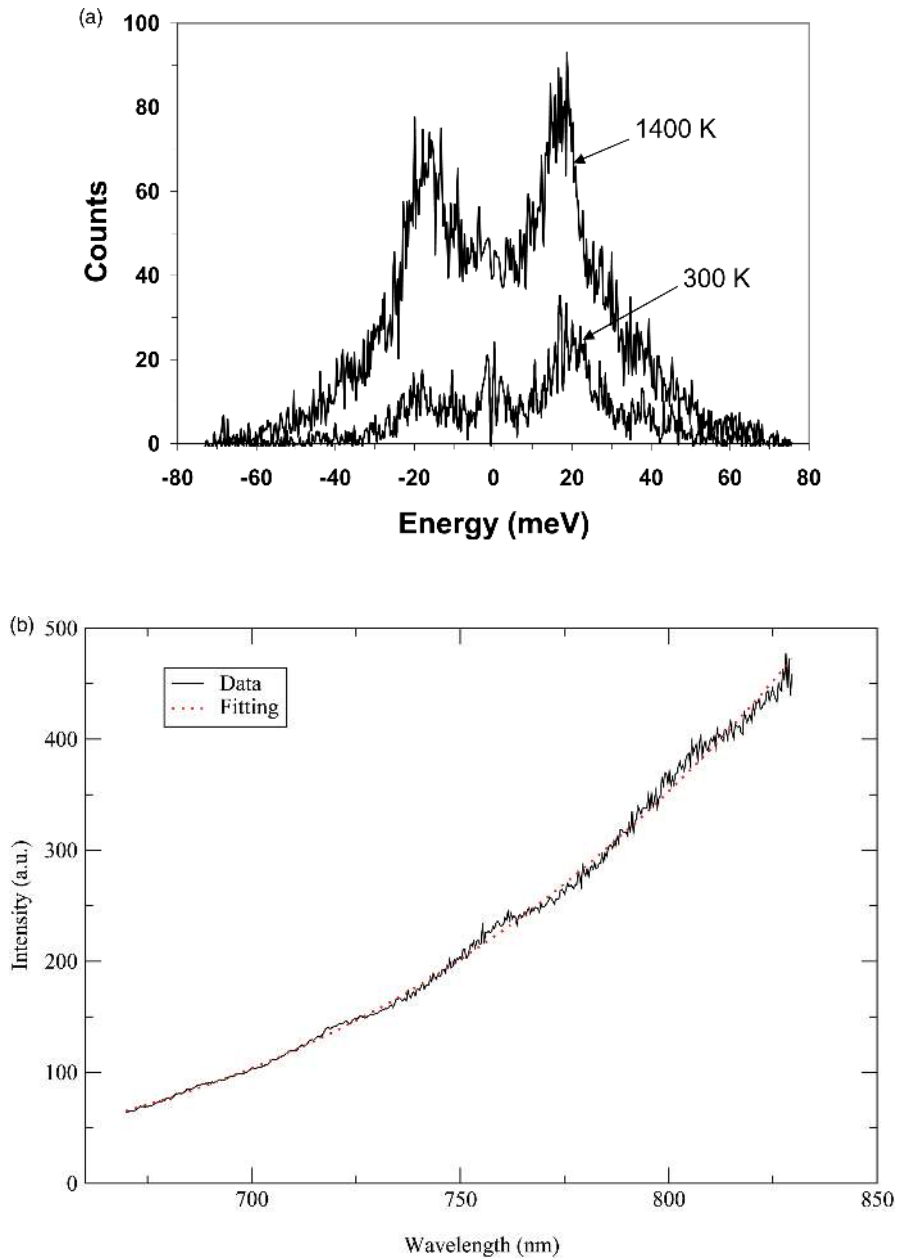 (a)
100
80
60
40
20
0
Counts
1400 K
300 K
-80 -60 -40 -20 0 20 40 60 80
Energy (meV)
(b)
500
400
300
200
100
0
Intensity (a.u.)
Data
Fitting
700 750 800 850
Wavelength (nm)